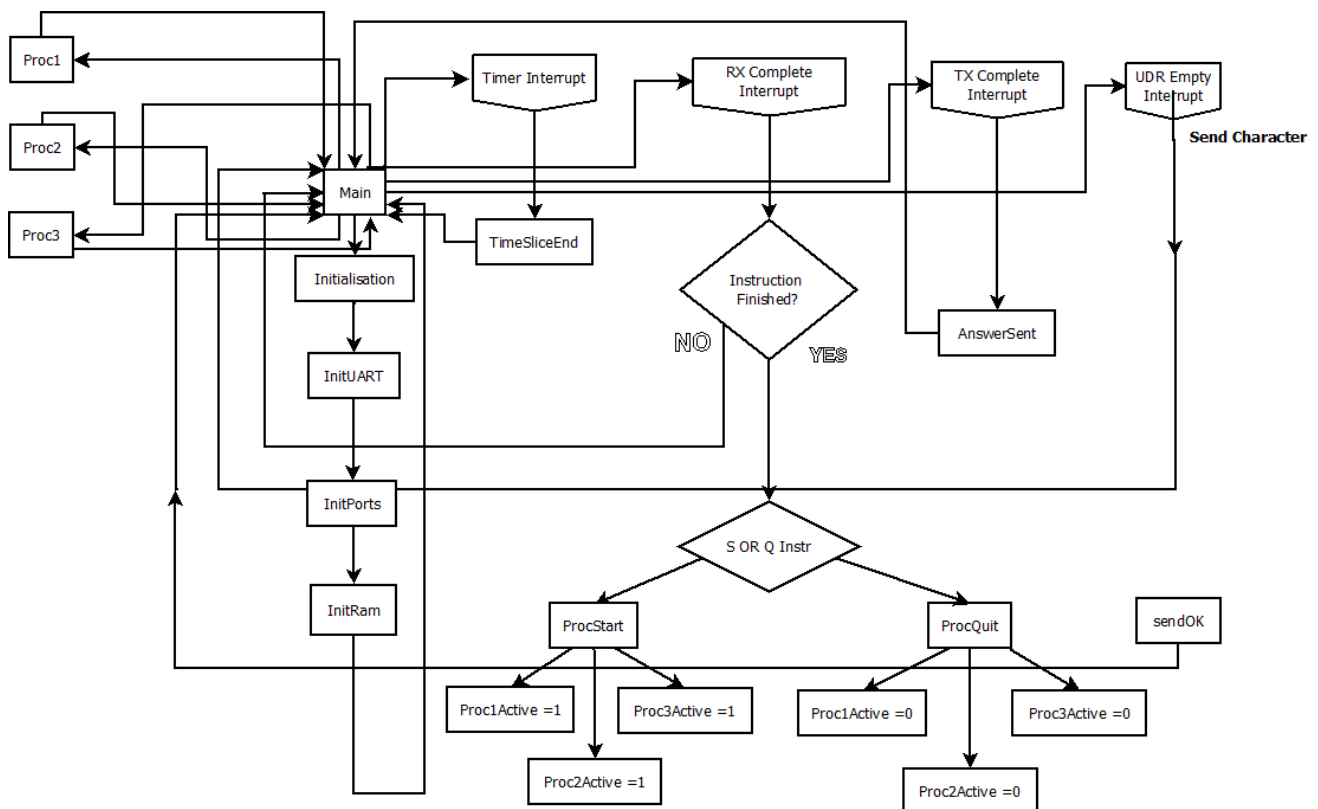 Proc1
Timer Interrupt
RX Complete
Interrupt
TX Complete
Interrupt
UDR Empty
Interrupt
Send Character
Proc2
Main
Proc3
TimeSliceEnd
Initialisation
Instruction
Finished?
NO
YES
AnswerSent
InitUART
InitPorts
S OR Q Instr
InitRam
ProcStart
ProcQuit
sendOK
Proc1Active =1
Proc3Active =1
Proc1Active =0
Proc3Active =0
Proc2Active =1
Proc2Active =0